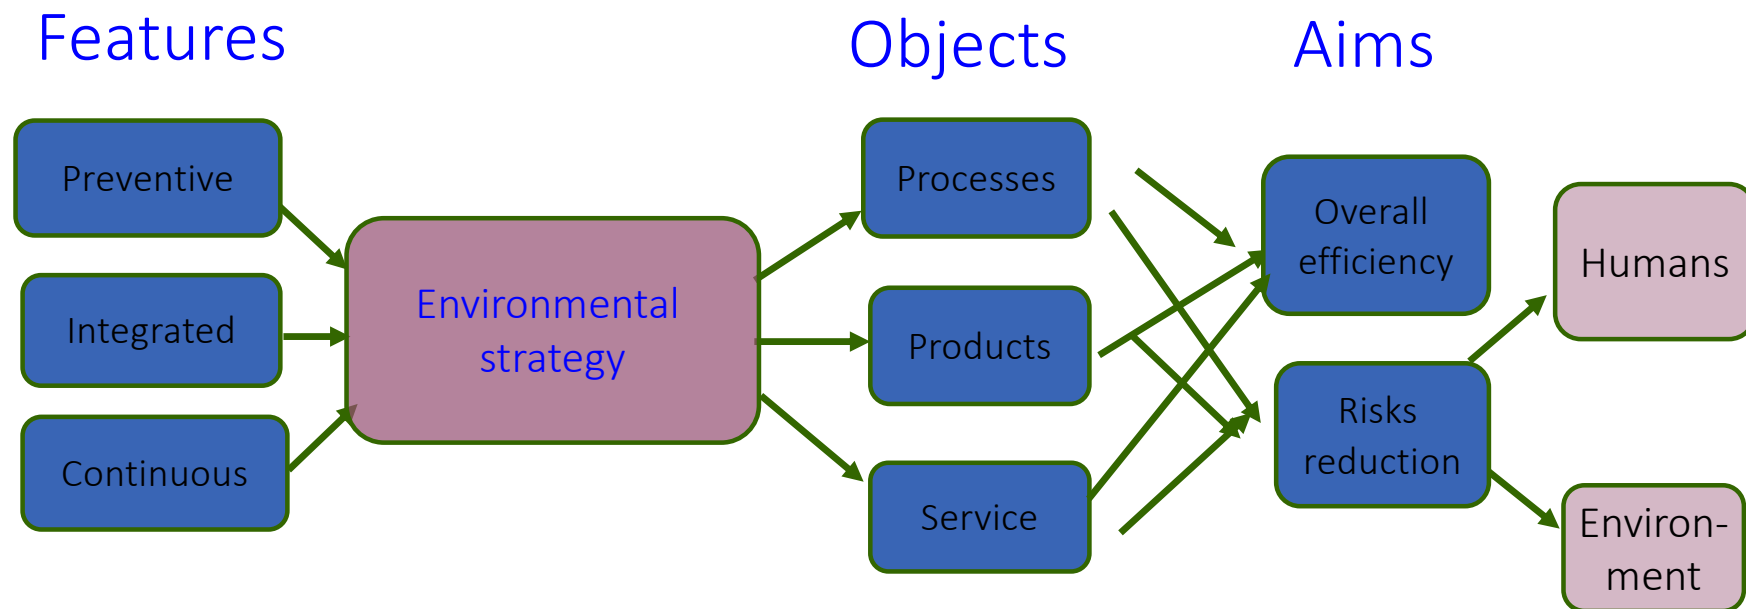 Features
Objects
Aims
Preventive
Integrated
Continuous
Environmental
strategy
Processes
Products
Service
Overall
efficiency
Risks
reduction
Humans
Environ-
ment